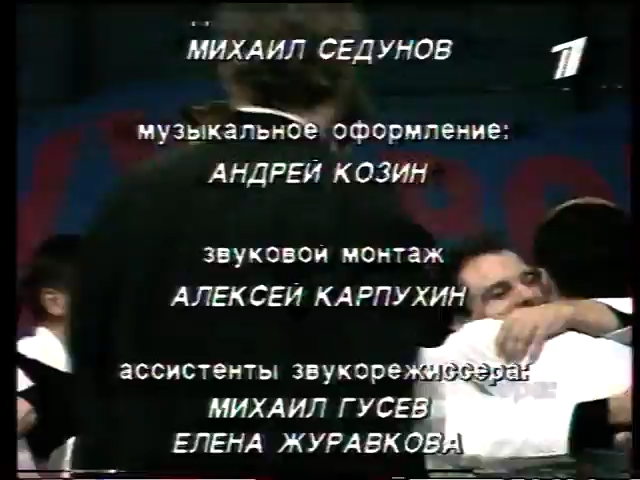 МИХАИЛ СЕДУНОВ
музыкальное оформление:
АНДРЕЙ КОЗИН
звуковой монтаж
АЛЕКСЕЙ КАРПУХИН
ассистенты звукорежиссера:
МИХАИЛ ГУСЕВ
ЕЛЕНА ЖУРАВКОВА